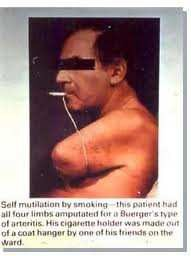 Self mutilation by smoking—this patient had
all four limbs amputated for a Buerger's type
of arteritis. His cigarette holder was made out
of a coat hanger by one of his friends on the
ward.